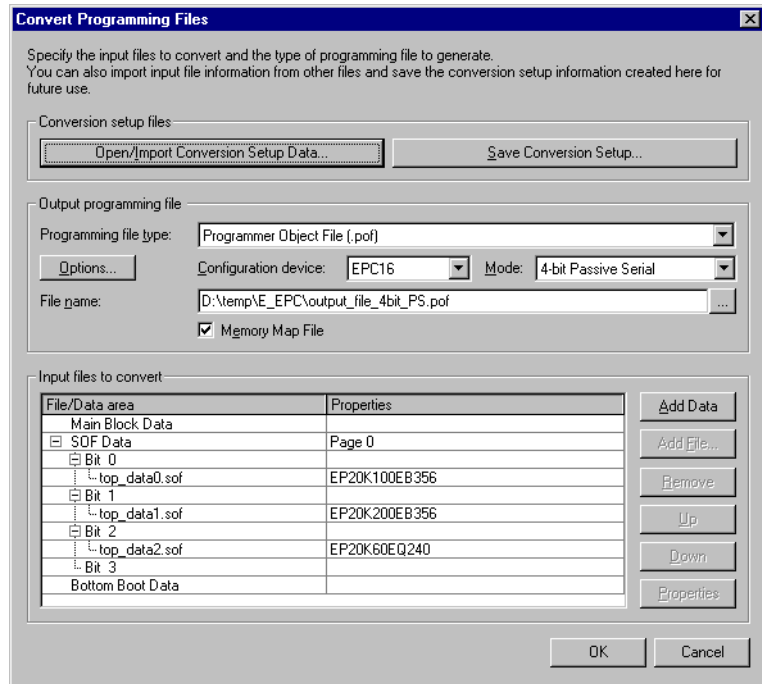 Convert Programming Files
Specify the input files to convert and the type of programming file to generate.
You can also import input file information from other files and save the conversion setup information created here for
future use.
Conversion setup files
Open/Import Conversion Setup Data...
Save Conversion Setup...
Output programming file
Programming file type:
Programmer Object File (.pof)
Options...
Configuration device:
EPC16
Mode:
4-bit Passive Serial
File name:
D:\temp\E_EPC\output_file_4bit_PS.pof
...
Memory Map File
Input files to convert
File/Data area
Properties
Main Block Data
SOF Data
Page 0
Bit 0
top_data0.sof
EP20K100EB356
Bit 1
top_data1.sof
EP20K200EB356
Bit 2
top_data2.sof
EP20K60EQ240
Bit 3
Bottom Boot Data
Add Data
Add File...
Remove
Up
Down
Properties
OK
Cancel